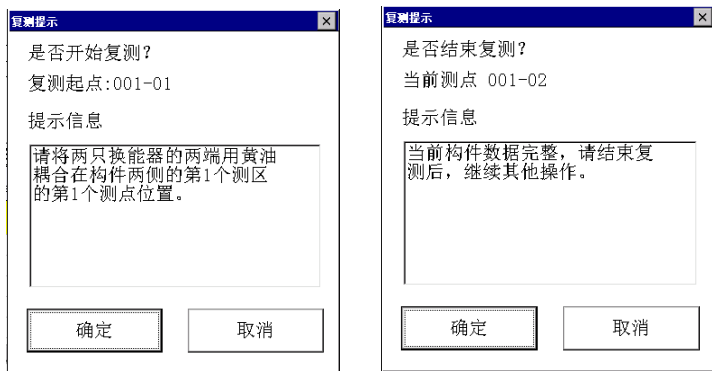 复测提示
是否开始复测?
复测起点:001-01
提示信息
请将两只换能器的两端用黄油
耦合在构件两侧的第1个测区
的第1个测点位置。
确定
取消
复测提示
是否结束复测?
当前测点 001-02
提示信息
当前构件数据完整，请结束复
测后，继续其他操作。
确定
取消